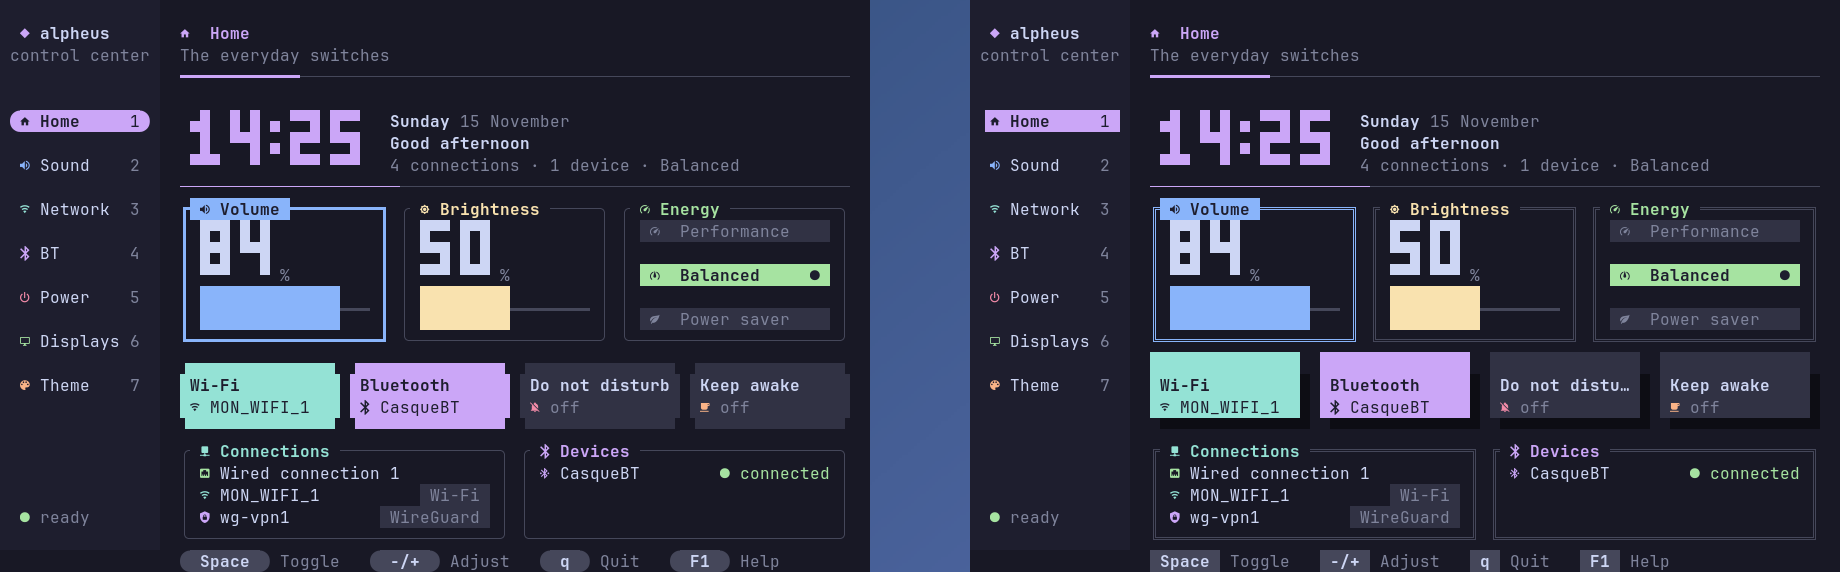 alpheus
control center
Home 1
Sound 2
Network 3
BT 4
Power 5
Displays 6
Theme 7
ready
Home
The everyday switches
14:25
Sunday 15 November
Good afternoon
4 connections · 1 device · Balanced
Volume
84 %
Brightness
50 %
Energy
Performance
Balanced
Power saver
Wi-Fi
MON_WIFI_1
Bluetooth
CasqueBT
Do not disturb
off
Keep awake
off
Connections
Wired connection 1
MON_WIFI_1 Wi-Fi
wg-vpn1 WireGuard
Devices
CasqueBT connected
Space Toggle -/+ Adjust q Quit F1 Help
alpheus
control center
Home 1
Sound 2
Network 3
BT 4
Power 5
Displays 6
Theme 7
ready
Home
The everyday switches
14:25
Sunday 15 November
Good afternoon
4 connections · 1 device · Balanced
Volume
84 %
Brightness
50 %
Energy
Performance
Balanced
Power saver
Wi-Fi
MON_WIFI_1
Bluetooth
CasqueBT
Do not distu…
off
Keep awake
off
Connections
Wired connection 1
MON_WIFI_1 Wi-Fi
wg-vpn1 WireGuard
Devices
CasqueBT connected
Space Toggle -/+ Adjust q Quit F1 Help